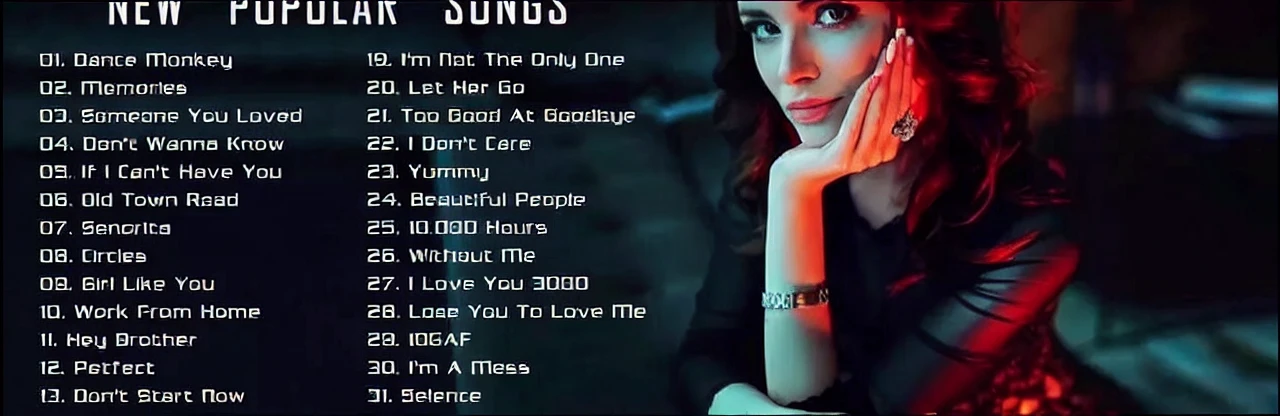 NEW POPULAR SONGS
01. Dance Monkey
02. Memories
03. Someone You Loved
04. Don't Wanna Know
05. If I Can't Have You
06. Old Town Road
07. Senorita
08. Circles
09. Girl Like You
10. Work From Home
11. Hey Brother
12. Perfect
13. Don't Start Now
19. I'm Not The Only One
20. Let Her Go
21. Too Good At Goodbye
22. I Don't Care
23. Yummy
24. Beautiful People
25. 10.000 Hours
26. Without Me
27. I Love You 3000
28. Lose You To Love Me
29. IDGAF
30. I'm A Mess
31. Selence